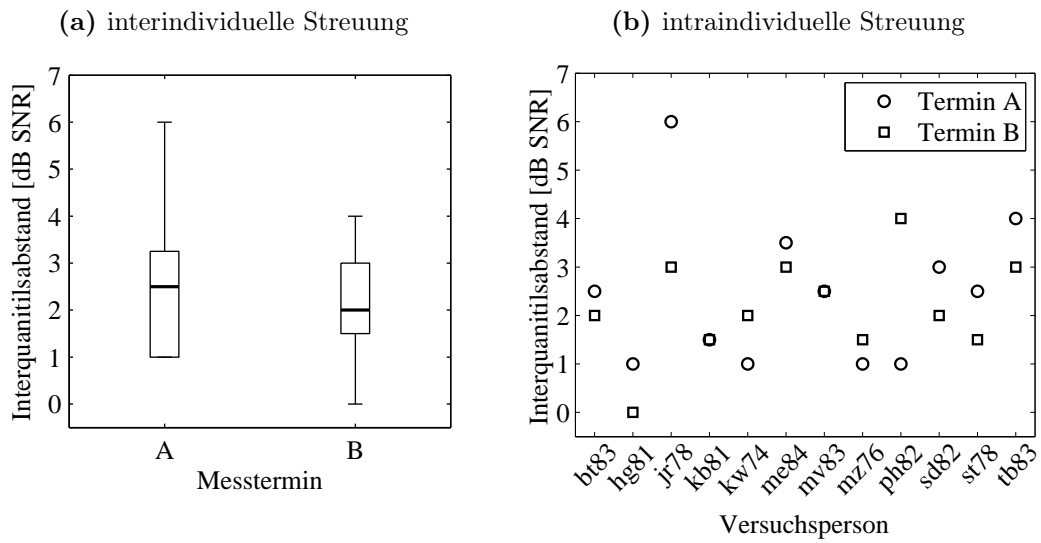 (a) interindividuelle Streuung
Interquanitilsabstand [dB SNR]
7
6
5
4
3
2
1
0
A
B
Messtermin
(b) intraindividuelle Streuung
Interquanitilsabstand [dB SNR]
7
6
5
4
3
2
1
0
Termin A
Termin B
bt83
hg81
jr78
kb81
kw74
me84
mv83
mz76
ph82
sd82
st78
tb83
Versuchsperson